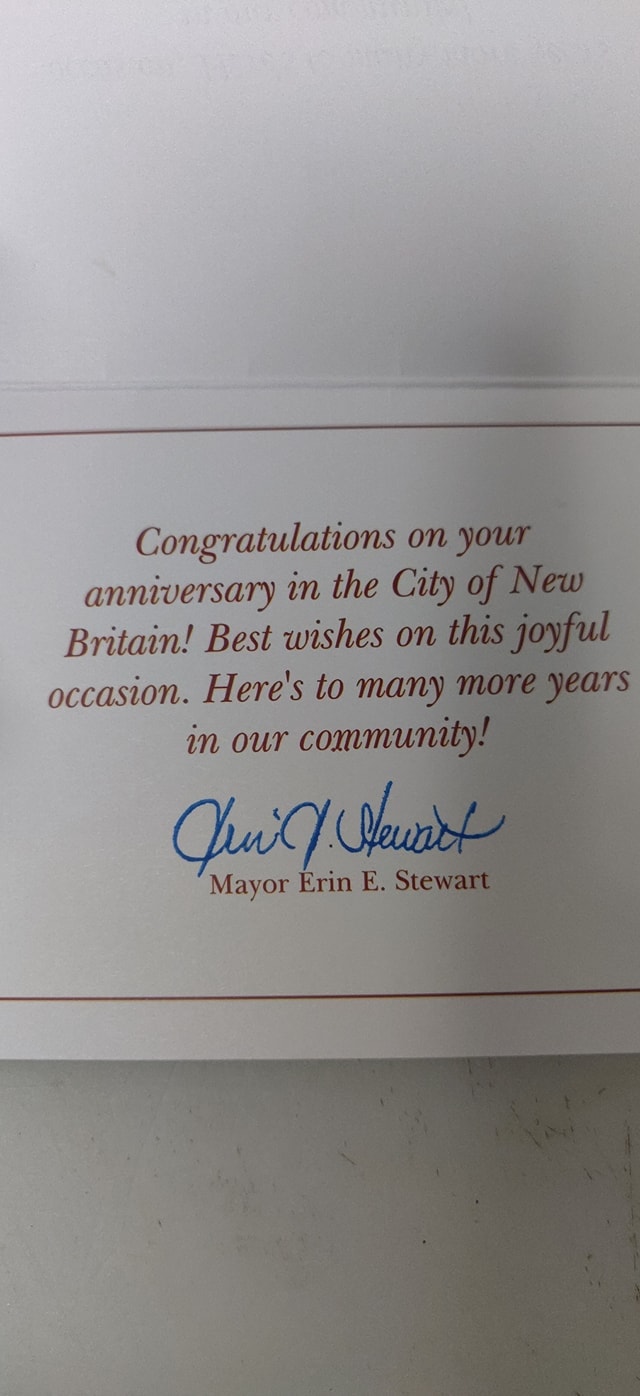 Congratulations on your
anniversary in the City of New
Britain! Best wishes on this joyful
occasion. Here's to many more years
in our community!
Stewart
Mayor Erin E. Stewart